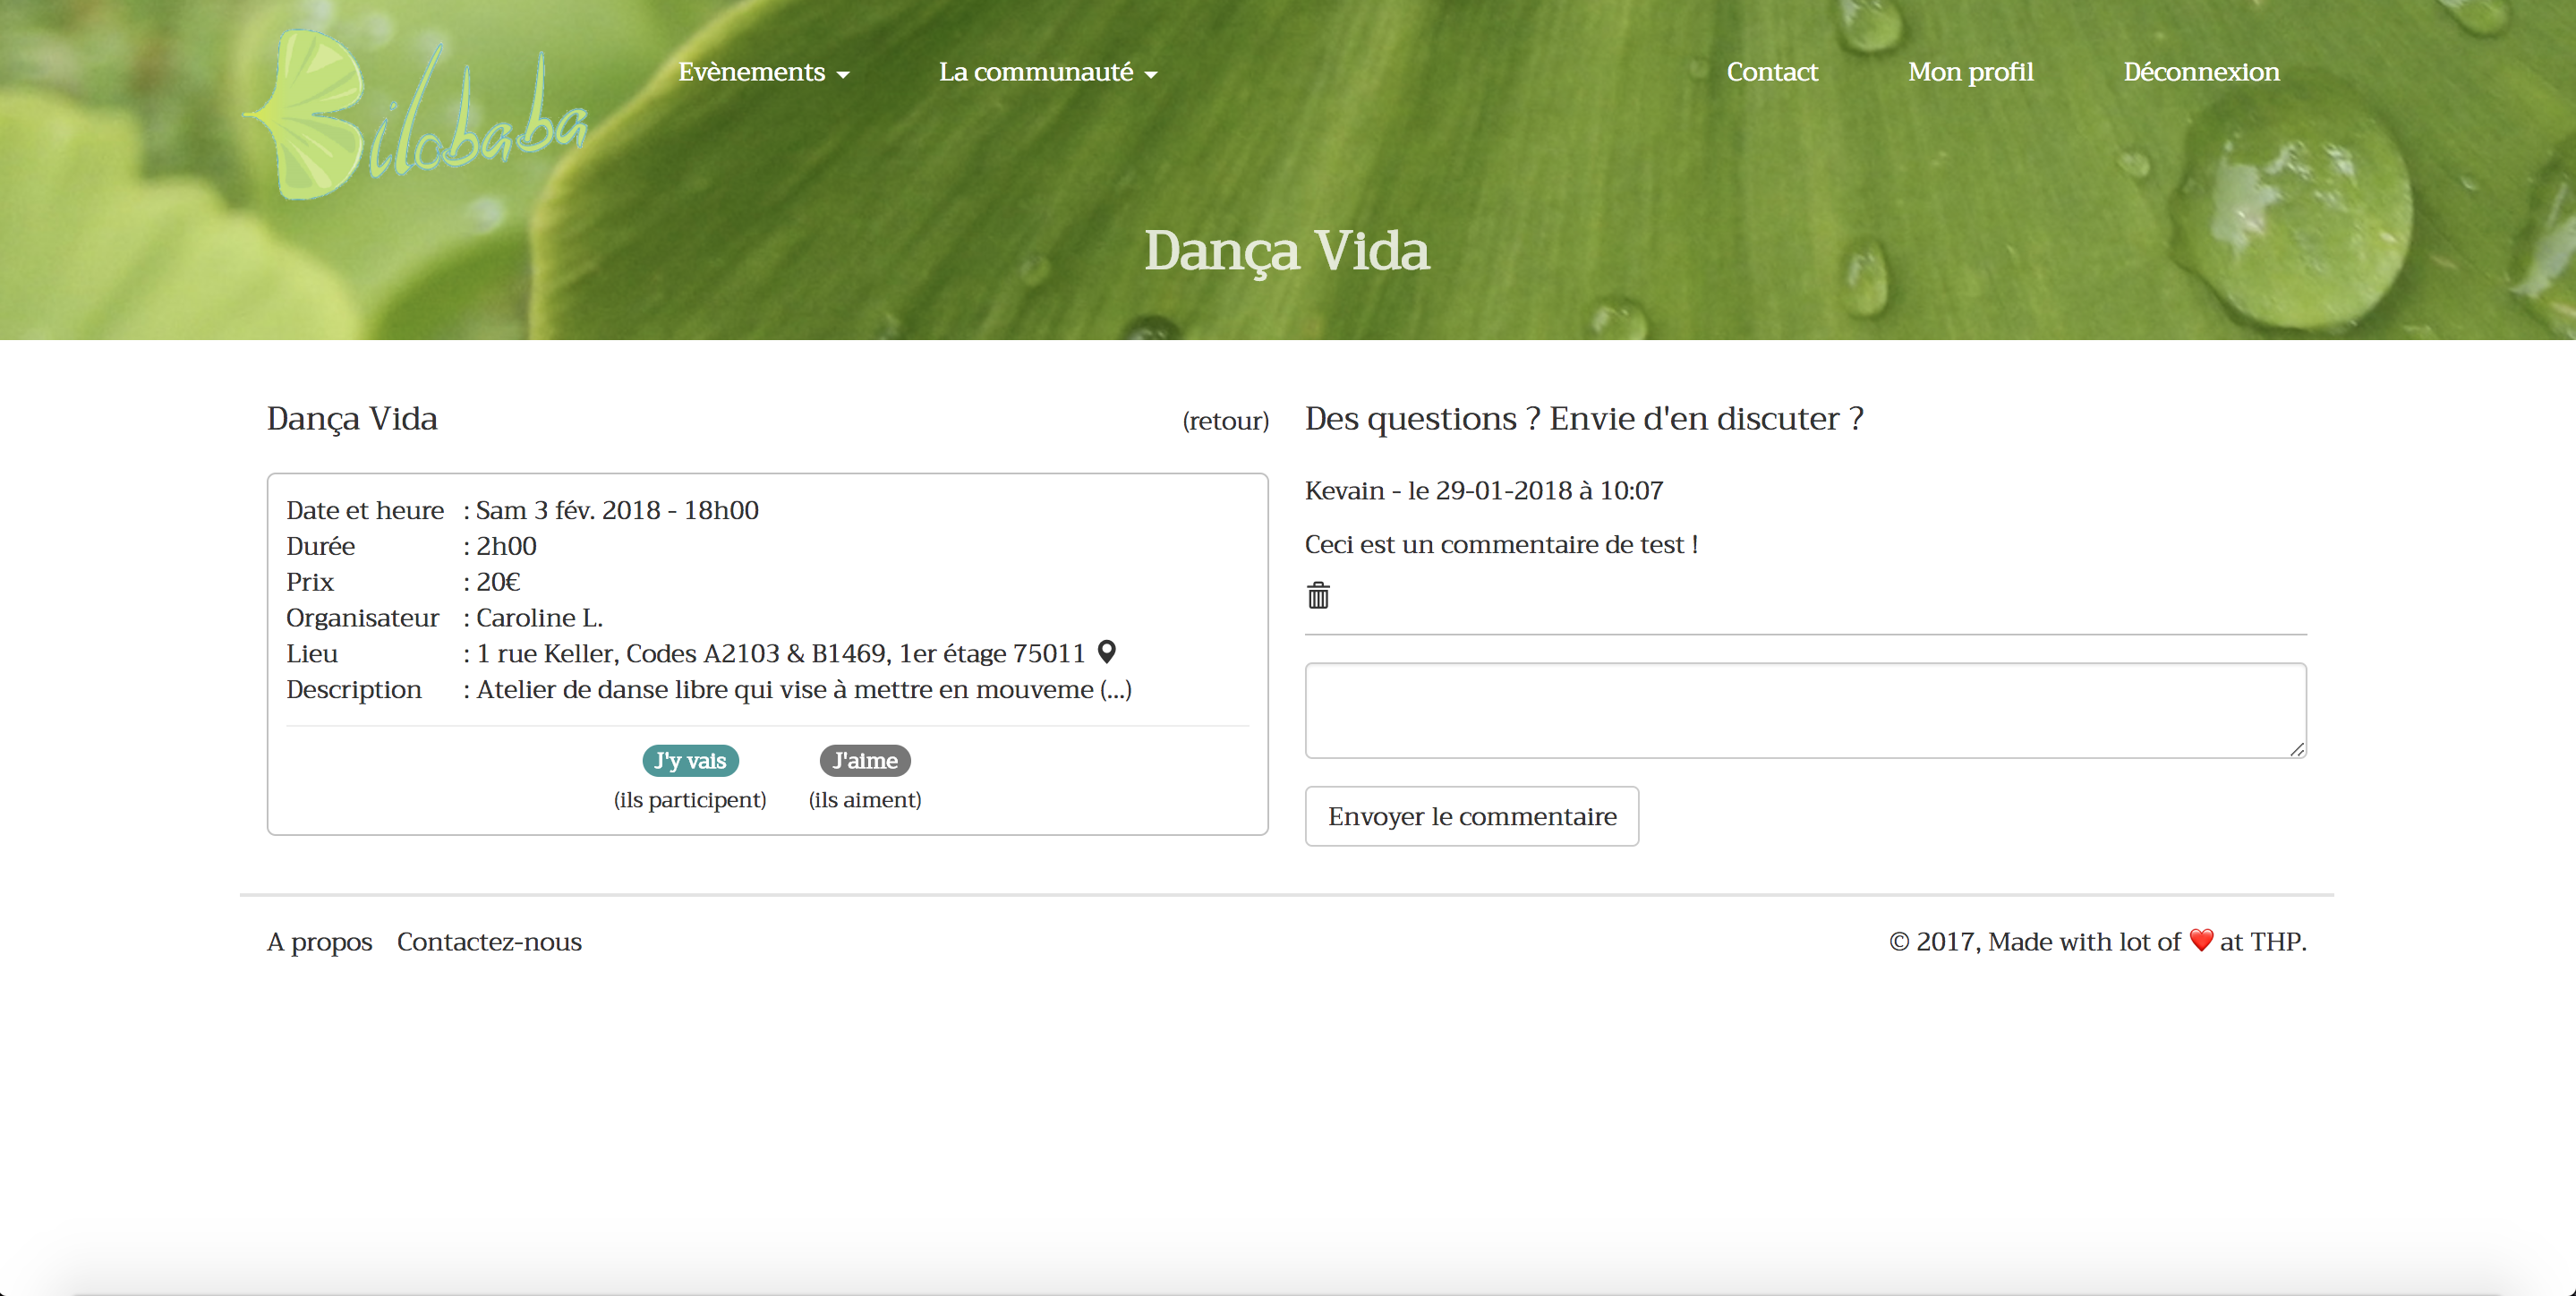 Bilobaba
Evènements
La communauté
Contact
Mon profil
Déconnexion
Dança Vida
Dança Vida
(retour)
Date et heure : Sam 3 fév. 2018 - 18h00
Durée : 2h00
Prix : 20€
Organisateur : Caroline L.
Lieu : 1 rue Keller, Codes A2103 & B1469, 1er étage 75011
Description : Atelier de danse libre qui vise à mettre en mouveme (...)
J'y vais
J'aime
(ils participent)
(ils aiment)
Des questions ? Envie d'en discuter ?
Kevain - le 29-01-2018 à 10:07
Ceci est un commentaire de test !
Envoyer le commentaire
A propos
Contactez-nous
© 2017, Made with lot of ❤️ at THP.